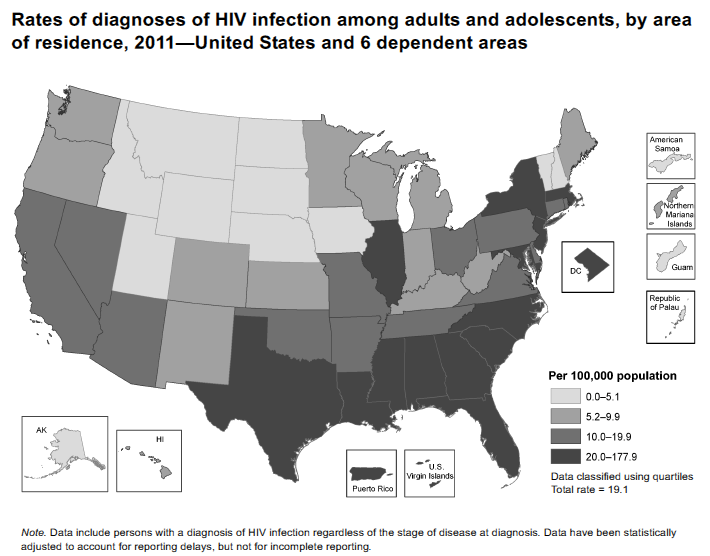 Rates of diagnoses of HIV infection among adults and adolescents, by area
of residence, 2011—United States and 6 dependent areas
American
Samoa
Northern
Mariana
Islands
DC
Guam
Republic
of Palau
Per 100,000 population
0.0–5.1
5.2–9.9
10.0–19.9
20.0–177.9
Data classified using quartiles
Total rate = 19.1
AK
HI
Puerto Rico
U.S.
Virgin Islands
Note. Data include persons with a diagnosis of HIV infection regardless of the stage of disease at diagnosis. Data have been statistically
adjusted to account for reporting delays, but not for incomplete reporting.